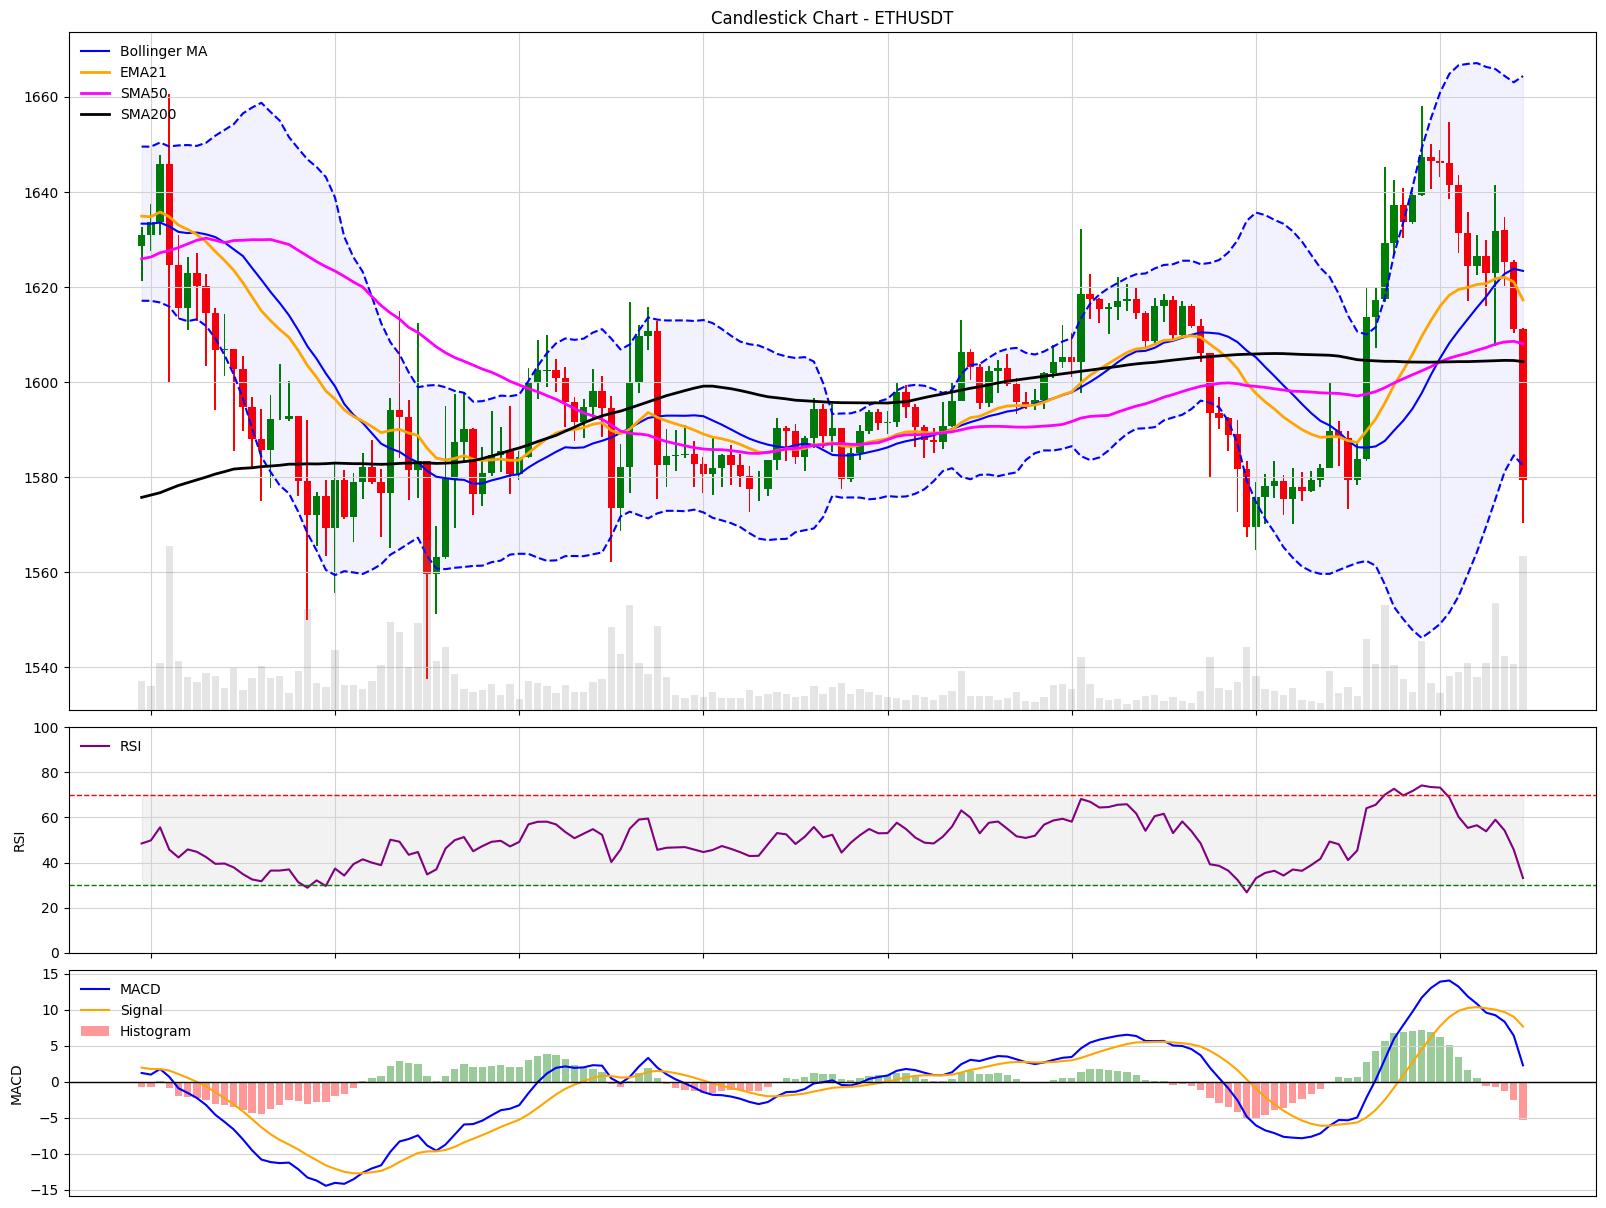 Candlestick Chart - ETHUSDT
Bollinger MA
EMA21
SMA50
SMA200
1660
1640
1620
1600
1580
1560
1540
100
80
60
40
20
0
RSI
RSI
15
10
5
0
−5
−10
−15
MACD
MACD
Signal
Histogram